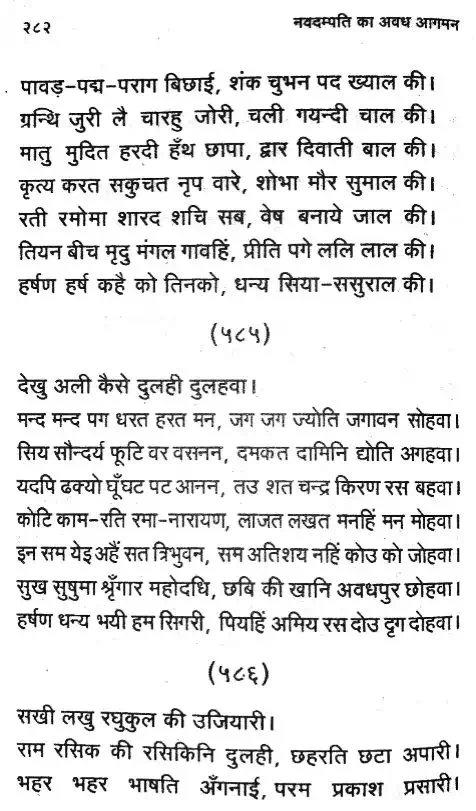 २८२ नवदम्पति का अवध आगमन
पावड़-पद्म-पराग बिछाई, शंक चुभन पद ख्याल की।
ग्रन्थि जुरी लै चारहु जोरी, चली गयन्दी चाल की।
मातु मुदित हरदी हँथ छापा, द्वार दिवाती बाल की।
कृत्य करत सकुचत नृप वारे, शोभा मौर सुमाल की।
रती रमोमा शारद शचि सब, वेष बनाये जाल की।
तियन बीच मृदु मंगल गावहिं, प्रीति पगे ललि लाल की।
हर्षण हर्ष कहै को तिनको, धन्य सिया-ससुराल की।
(५८५)
देखु अली कैसे दुलही दुलहवा।
मन्द मन्द पग धरत हरत मन, जग जग ज्योति जगावन सोहवा।
सिय सौन्दर्य फूटि वर वसनन, दमकत दामिनि द्योति अगहवा।
यदपि ढक्यो घूँघट पट आनन, तउ शत चन्द्र किरण रस बहवा।
कोटि काम-रति रमा-नारायण, लाजत लखत मनहिं मन मोहवा।
इन सम येइ अहैं सत त्रिभुवन, सम अतिशय नहिं कोउ को जोहवा।
सुख सुषुमा श्रृँगार महोदधि, छबि की खानि अवधपुर छोहवा।
हर्षण धन्य भयी हम सिगरी, पियहिं अमिय रस दोउ दृग दोहवा।
(५८६)
सखी लखु रघुकुल की उजियारी।
राम रसिक की रसिकिनि दुलही, छहरति छटा अपारी।
भहर भहर भाषति अँगनाई, परम प्रकाश प्रसारी।